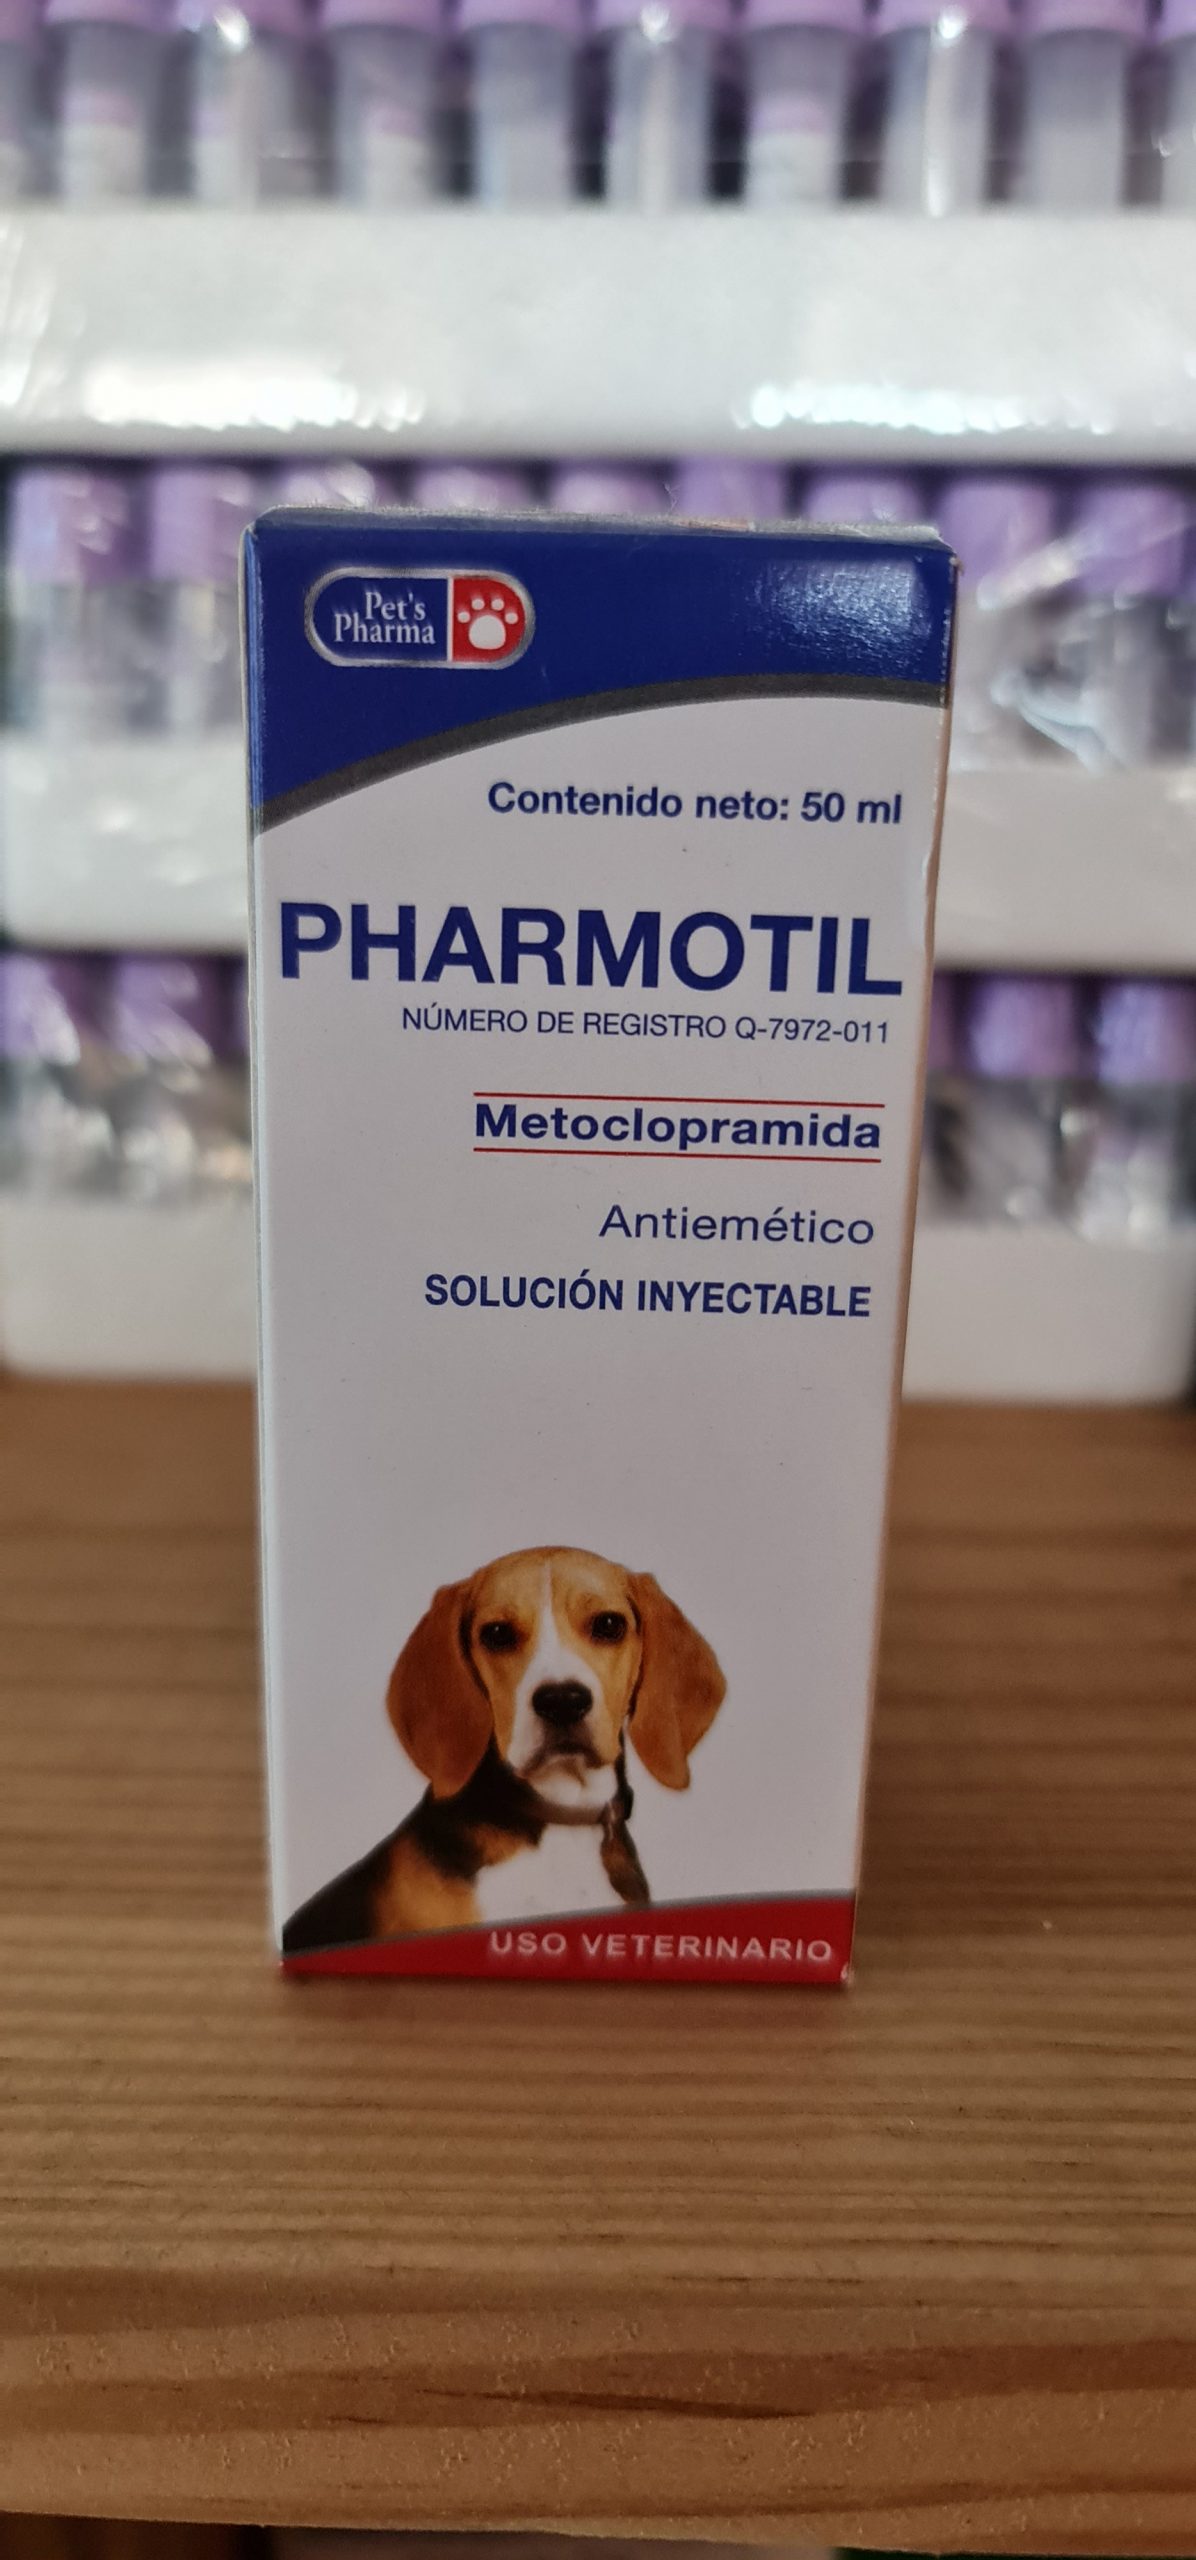 Pet's
Pharma
Contenido neto: 50 ml
PHARMOTIL
NÚMERO DE REGISTRO Q-7972-011
Metoclopramida
Antiemético
SOLUCIÓN INYECTABLE
USO VETERINARIO